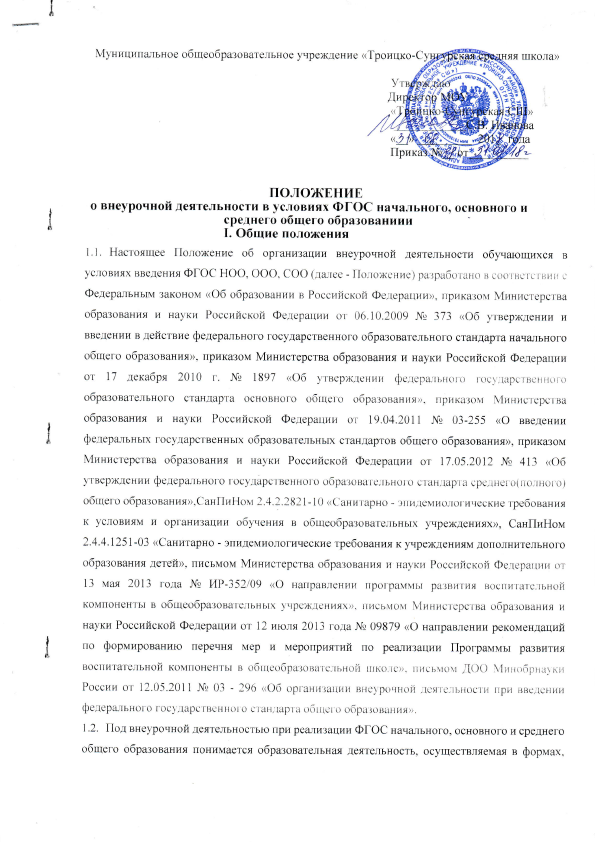 Муниципальное общеобразовательное учреждение «Троицко-Сунгурская средняя школа»
Утверждаю
Директор МОУ
«Троицко-Сунгурская СШ»
Н. Иванова
2018 года
Приказ № от
ПОЛОЖЕНИЕ
о внеурочной деятельности в условиях ФГОС начального, основного и
среднего общего образованиии
I. Общие положения
1.1. Настоящее Положение об организации внеурочной деятельности обучающихся в
условиях введения ФГОС НОО, ООО, СОО (далее - Положение) разработано в соответствии с
Федеральным законом «Об образовании в Российской Федерации», приказом Министерства
образования и науки Российской Федерации от 06.10.2009 № 373 «Об утверждении и
введении в действие федерального государственного образовательного стандарта начального
общего образования», приказом Министерства образования и науки Российской Федерации
от 17 декабря 2010 г. № 1897 «Об утверждении федерального государственного
образовательного стандарта основного общего образования», приказом Министерства
образования и науки Российской Федерации от 19.04.2011 № 03-255 «О введении
федеральных государственных образовательных стандартов общего образования», приказом
Министерства образования и науки Российской Федерации от 17.05.2012 № 413 «Об
утверждении федерального государственного образовательного стандарта среднего(полного)
общего образования»,СанПиНом 2.4.2.2821-10 «Санитарно - эпидемиологические требования
к условиям и организации обучения в общеобразовательных учреждениях», СанПиНом
2.4.4.1251-03 «Санитарно - эпидемиологические требования к учреждениям дополнительного
образования детей», письмом Министерства образования и науки Российской Федерации от
13 мая 2013 года № ИР-352/09 «О направлении программы развития воспитательной
компоненты в общеобразовательных учреждениях», письмом Министерства образования и
науки Российской Федерации от 12 июля 2013 года № 09879 «О направлении рекомендаций
по формированию перечня мер и мероприятий по реализации Программы развития
воспитательной компоненты в общеобразовательной школе», письмом ДОО Минобрнауки
России от 12.05.2011 № 03 - 296 «Об организации внеурочной деятельности при введении
федерального государственного стандарта общего образования».
1.2. Под внеурочной деятельностью при реализации ФГОС начального, основного и среднего
общего образования понимается образовательная деятельность, осуществляемая в формах,